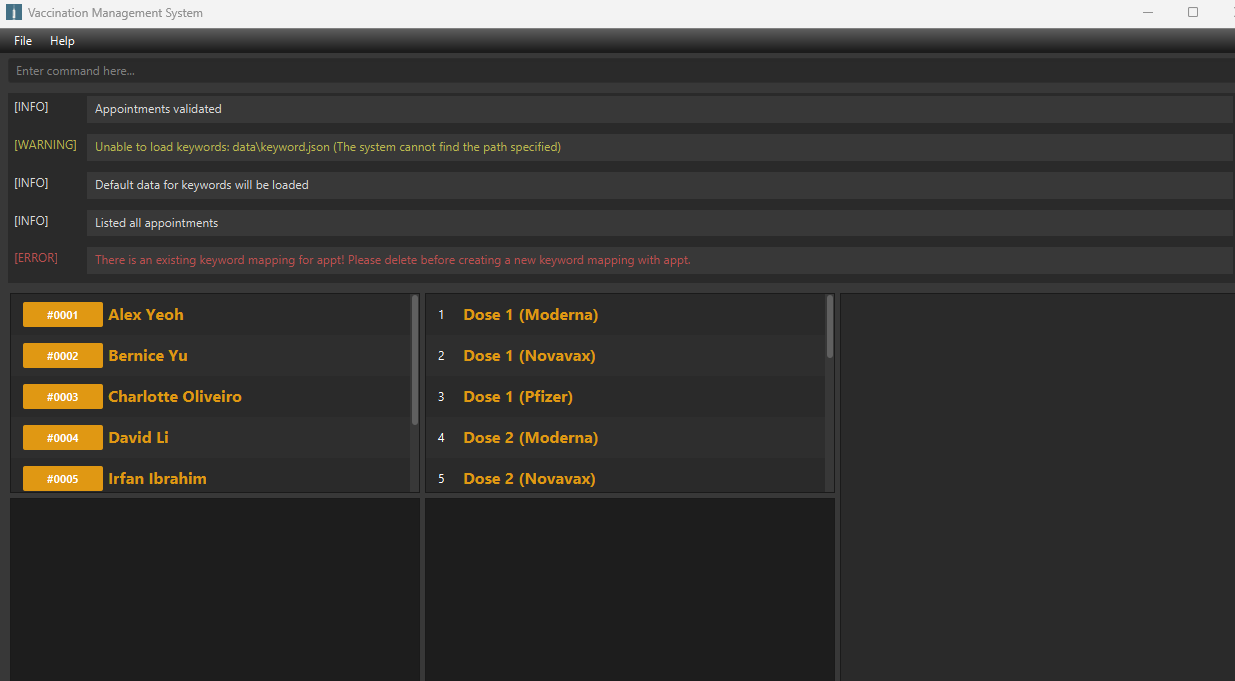 Vaccination Management System
File Help
Enter command here...
[INFO] Appointments validated
[WARNING] Unable to load keywords: data\keyword.json (The system cannot find the path specified)
[INFO] Default data for keywords will be loaded
[INFO] Listed all appointments
[ERROR] There is an existing keyword mapping for appt! Please delete before creating a new keyword mapping with appt.
#0001 Alex Yeoh
#0002 Bernice Yu
#0003 Charlotte Oliveiro
#0004 David Li
#0005 Irfan Ibrahim
1 Dose 1 (Moderna)
2 Dose 1 (Novavax)
3 Dose 1 (Pfizer)
4 Dose 2 (Moderna)
5 Dose 2 (Novavax)